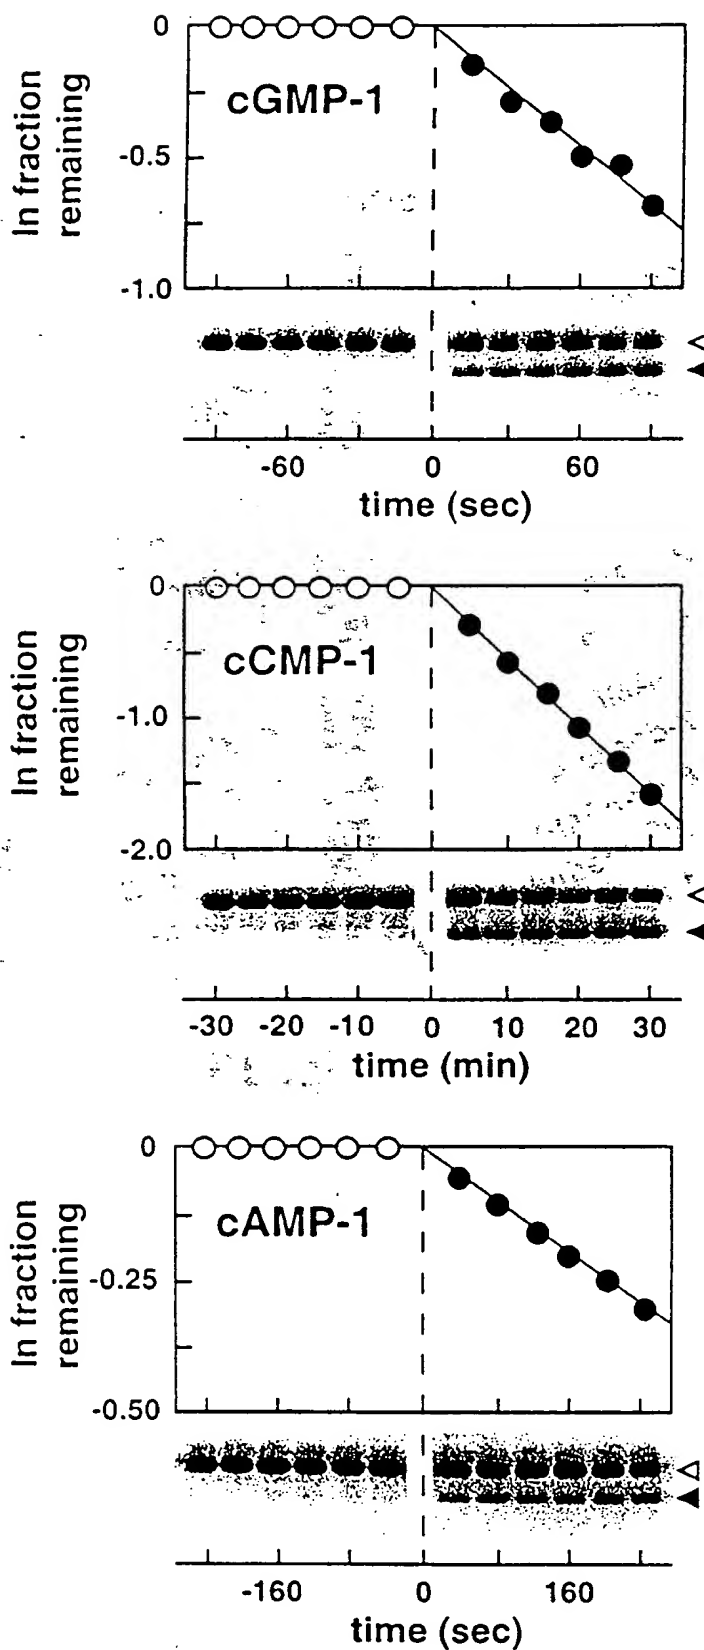 0
cGMP-1
-0.5
-1.0
ln fraction
remaining
-60 0 60
time (sec)
0
cCMP-1
-1.0
-2.0
ln fraction
remaining
-30 -20 -10 0 10 20 30
time (min)
0
cAMP-1
-0.25
-0.50
ln fraction
remaining
-160 0 160
time (sec)